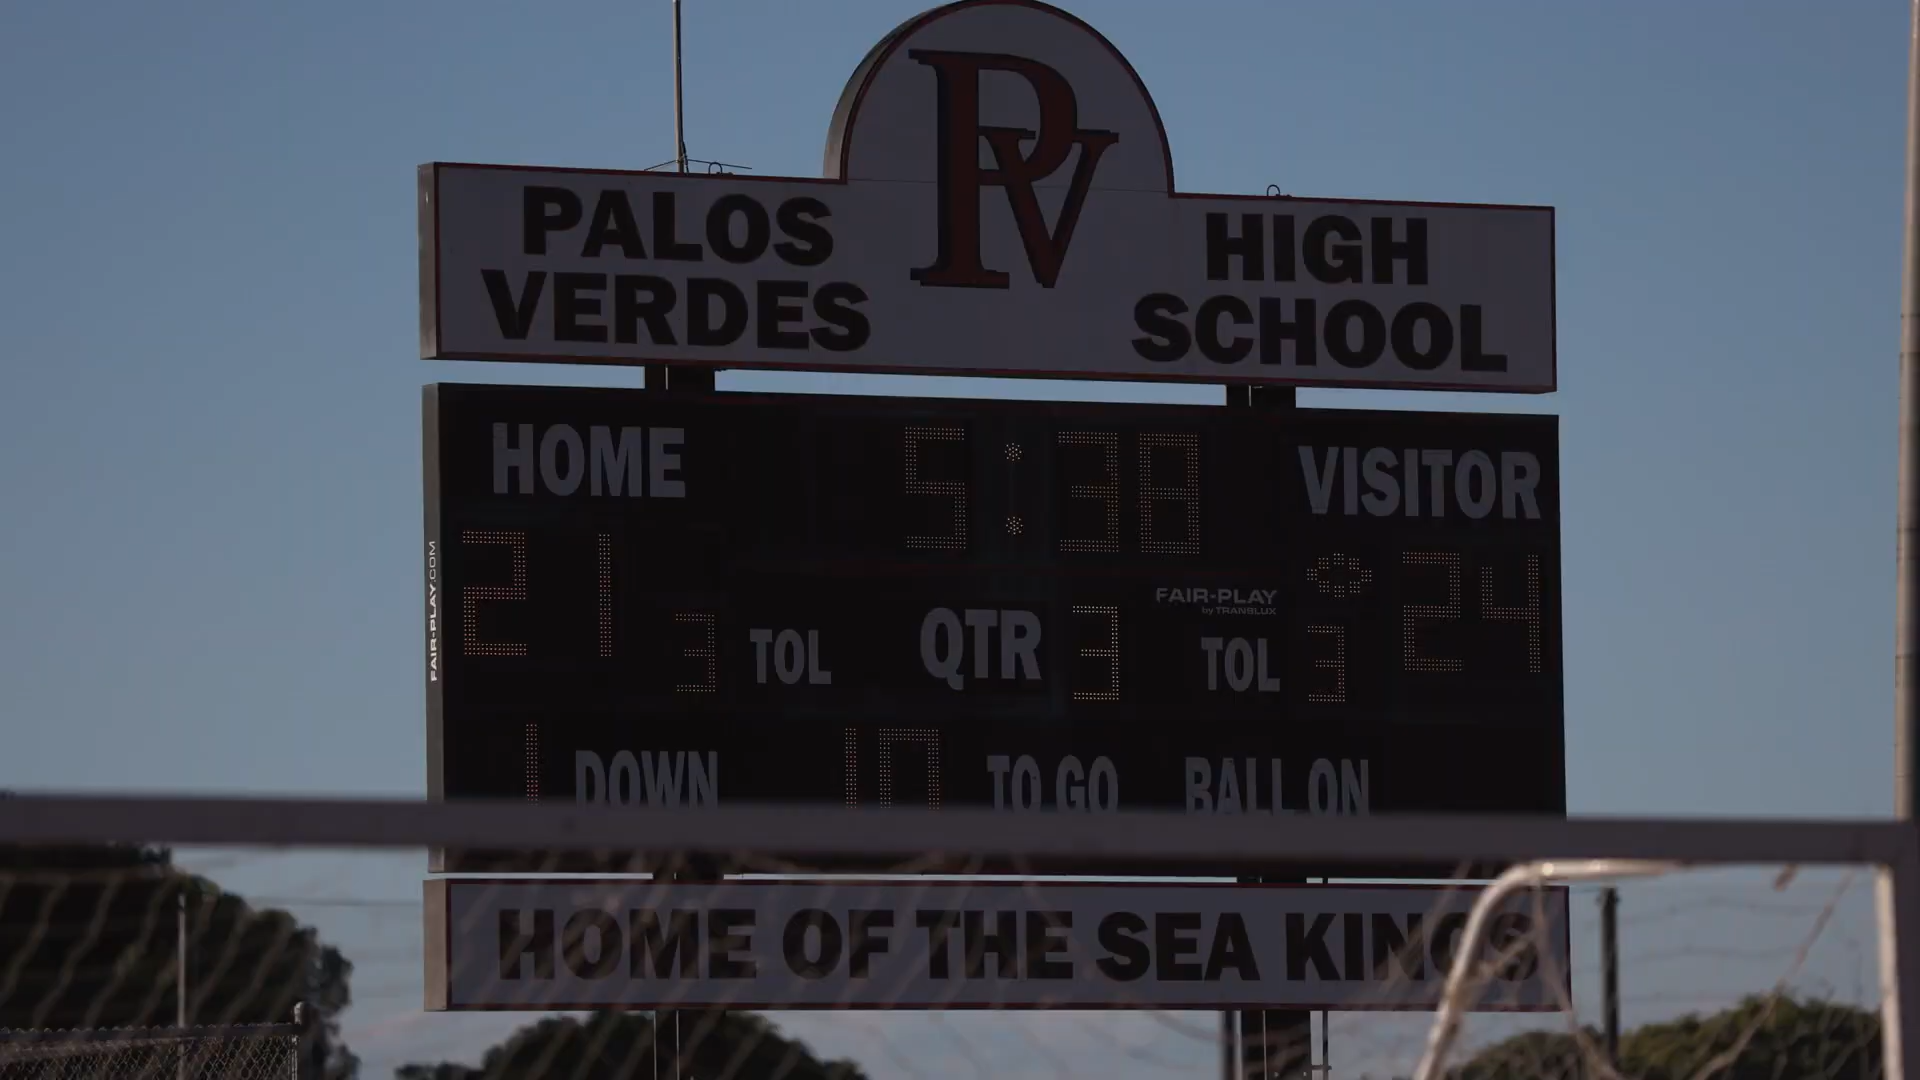 PV
PALOS
VERDES
HIGH
SCHOOL
HOME 5:38 VISITOR
21 24
FAIR-PLAY.COM
FAIR-PLAY
by TRANSLUX
3 TOL QTR 3 TOL 3
1 DOWN 10 TO GO BALL ON
HOME OF THE SEA KINGS